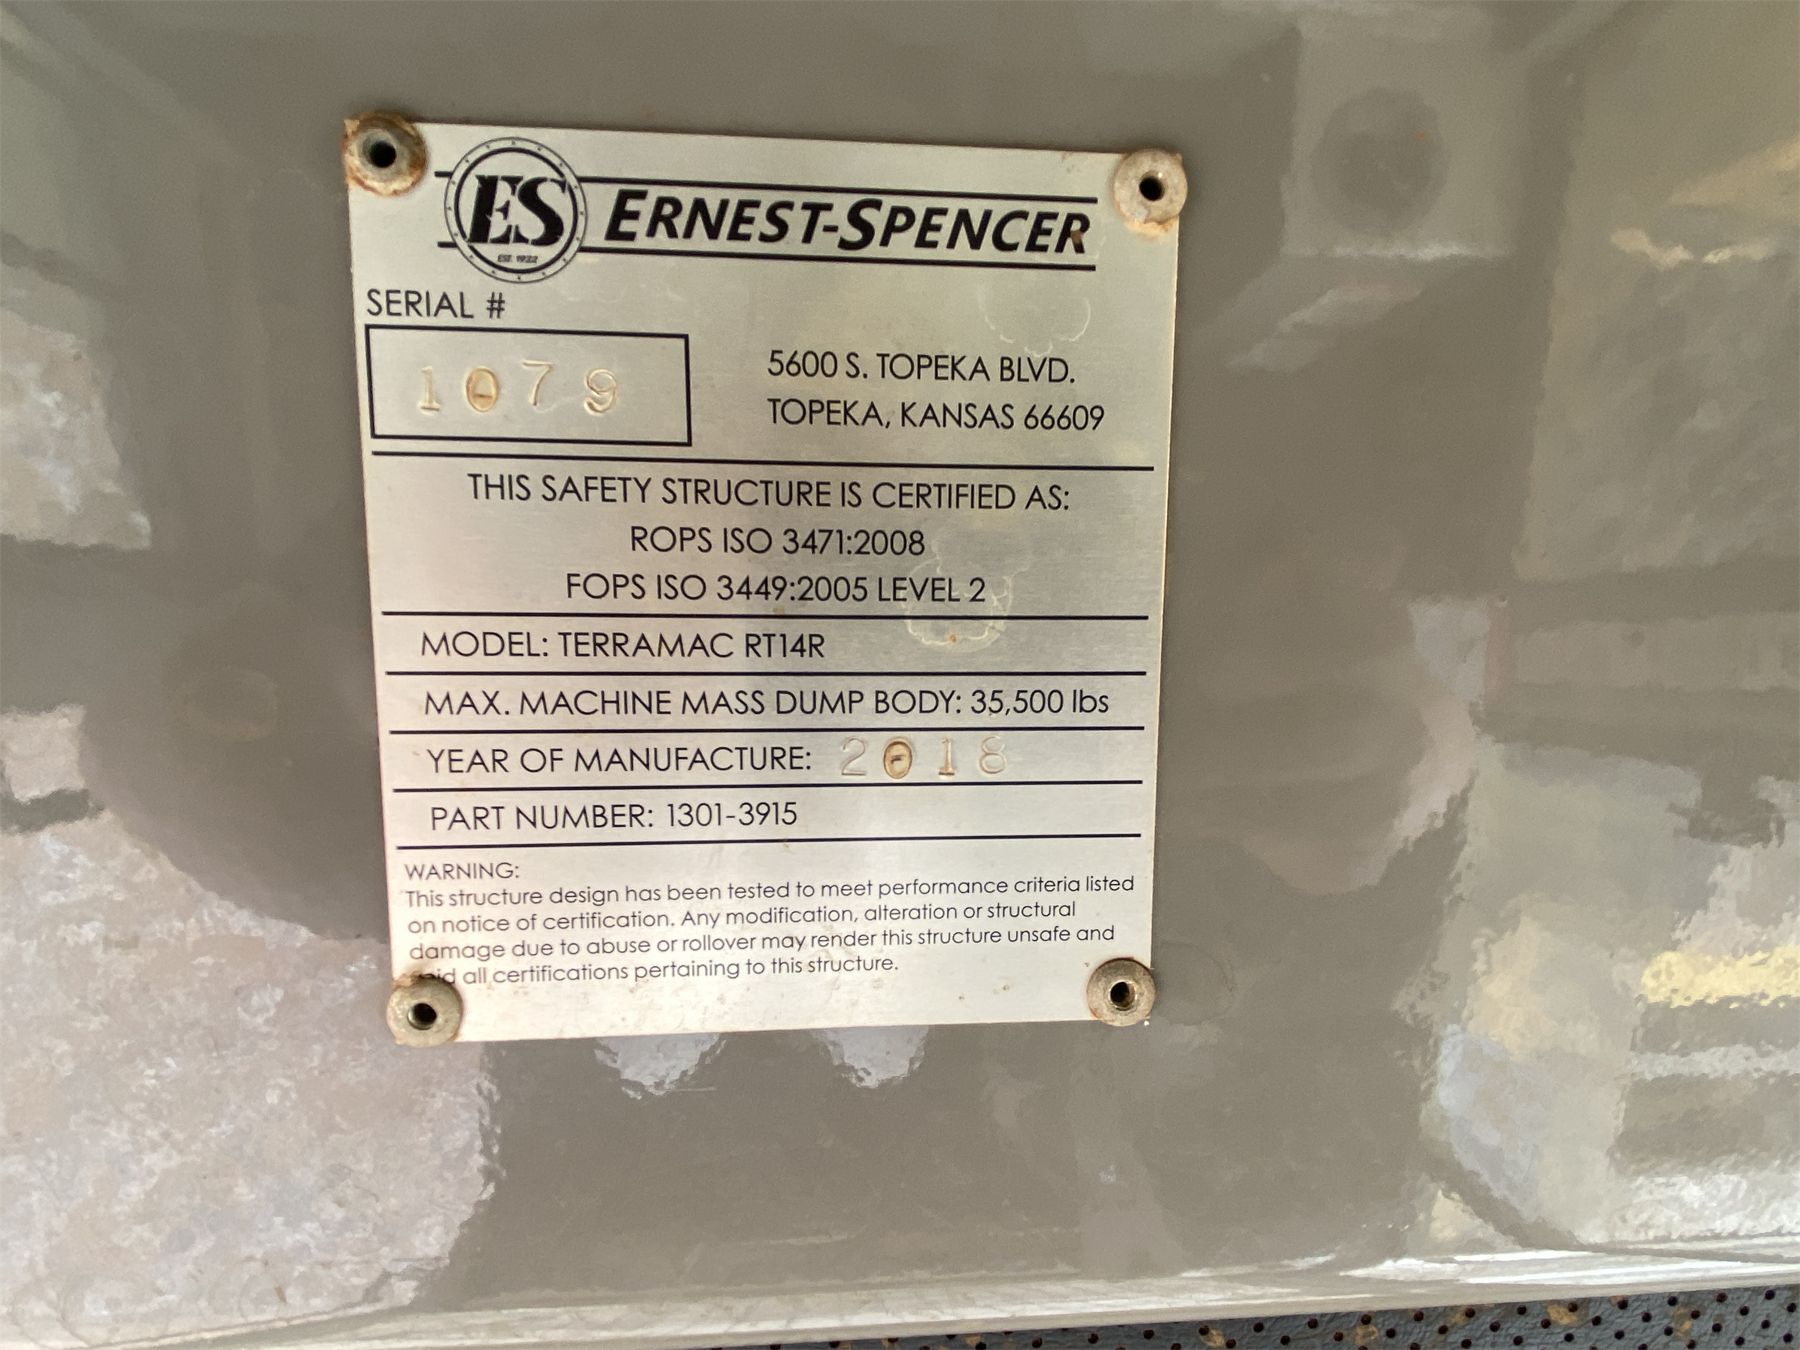 ES
EST. 1932
ERNEST-SPENCER
SERIAL #
1079
5600 S. TOPEKA BLVD.
TOPEKA, KANSAS 66609
THIS SAFETY STRUCTURE IS CERTIFIED AS:
ROPS ISO 3471:2008
FOPS ISO 3449:2005 LEVEL 2
MODEL: TERRAMAC RT14R
MAX. MACHINE MASS DUMP BODY: 35,500 lbs
YEAR OF MANUFACTURE: 2018
PART NUMBER: 1301-3915
WARNING:
This structure design has been tested to meet performance criteria listed
on notice of certification. Any modification, alteration or structural
damage due to abuse or rollover may render this structure unsafe and
all certifications pertaining to this structure.